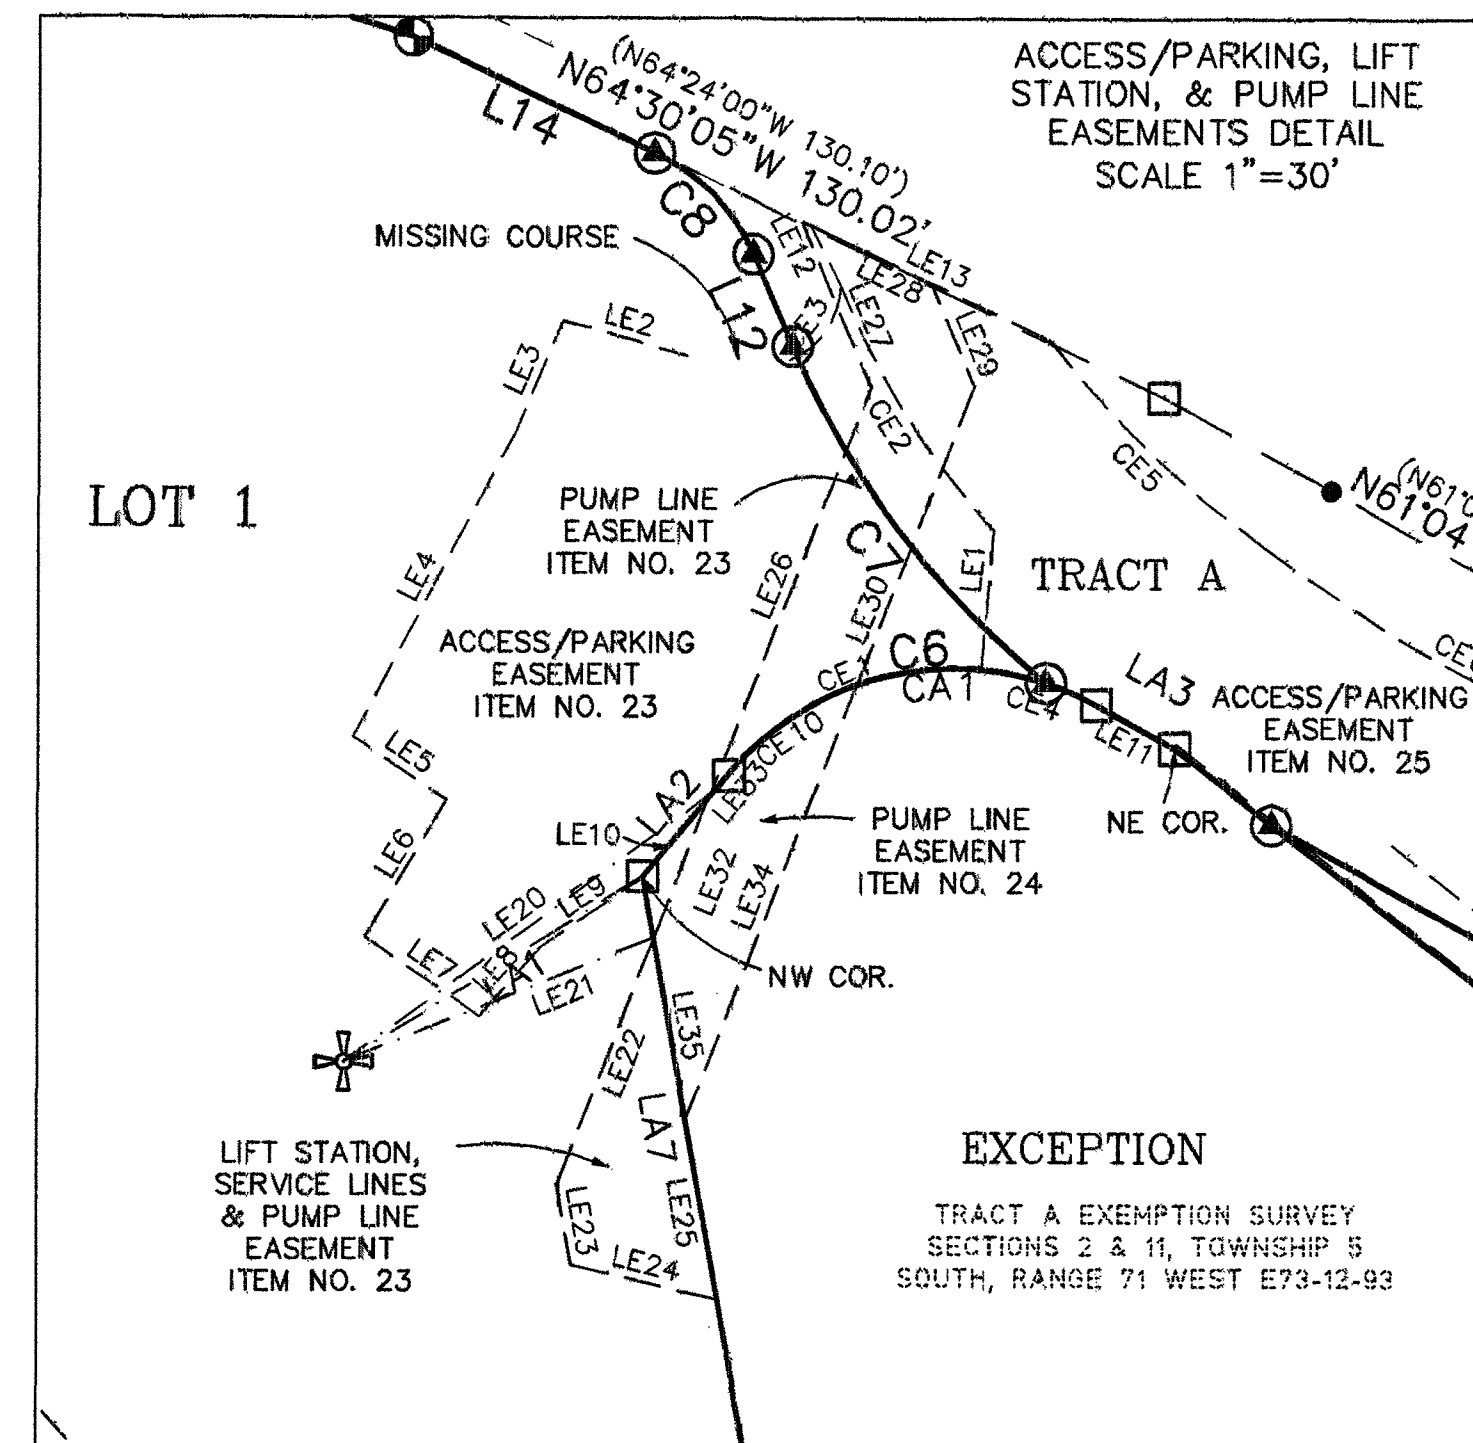 ACCESS/PARKING, LIFT
STATION, & PUMP LINE
EASEMENTS DETAIL
SCALE 1"=30'
(N64°24'00"W 130.10')
N64°30'05"W 130.02'
L14
C8
MISSING COURSE
L12
LE12
LE13
LE28
LE3
LE27
LE29
LE2
LE3
CE2
CE5
(N61°0
N61°04
LOT 1
PUMP LINE
EASEMENT
ITEM NO. 23
C7
LE4
LE26
LE1
TRACT A
LE30
ACCESS/PARKING
EASEMENT
ITEM NO. 23
C6
CA1
CE4
LA3
ACCESS/PARKING
EASEMENT
ITEM NO. 25
LE5
CE10
LE11
LE33
LA2
LE10
NE COR.
PUMP LINE
EASEMENT
ITEM NO. 24
LE6
LE32
LE34
LE20
LE9
LE7
LE8
LE21
NW COR.
LE35
LE22
LA7
LIFT STATION,
SERVICE LINES
& PUMP LINE
EASEMENT
ITEM NO. 23
LE23
LE25
LE24
EXCEPTION
TRACT A EXEMPTION SURVEY
SECTIONS 2 & 11, TOWNSHIP 5
SOUTH, RANGE 71 WEST E73-12-93